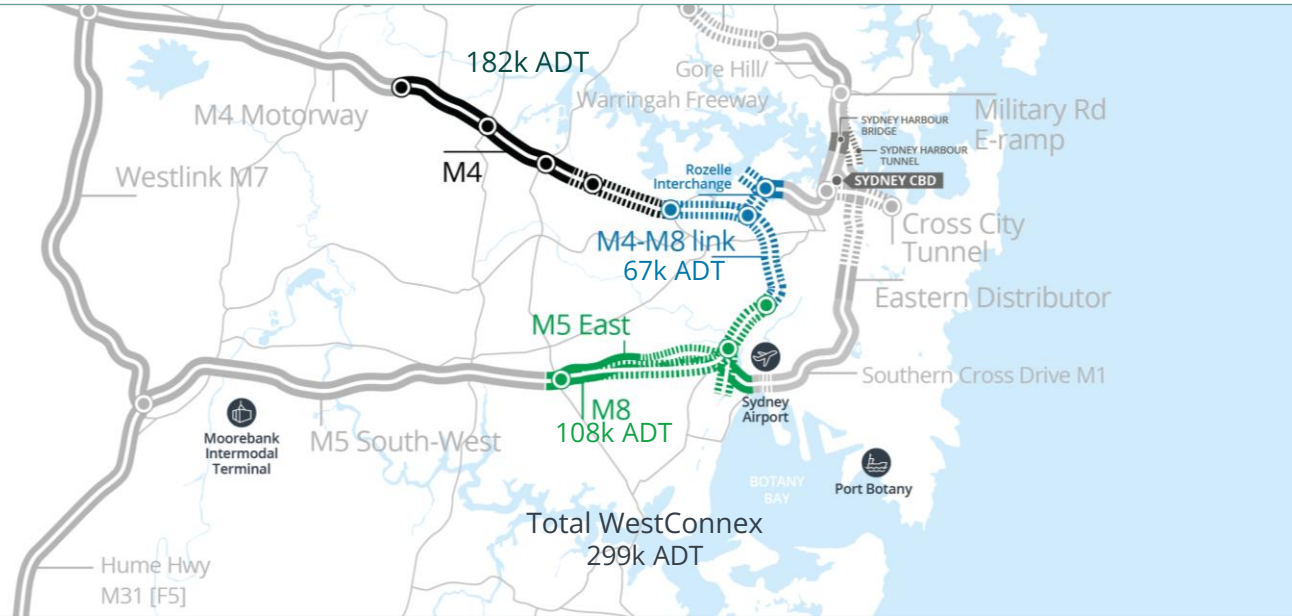 182k ADT
Gore Hill/
Warringah Freeway
M4 Motorway
Military Rd
E-ramp
SYDNEY HARBOUR
BRIDGE
SYDNEY HARBOUR
TUNNEL
M4
Rozelle
Interchange
Westlink M7
SYDNEY CBD
Cross City
Tunnel
M4-M8 link
67k ADT
Eastern Distributor
M5 East
Southern Cross Drive M1
Sydney
Airport
M8
108k ADT
Moorebank
Intermodal
Terminal
M5 South-West
BOTANY
BAY
Port Botany
Total WestConnex
299k ADT
Hume Hwy
M31 [F5]